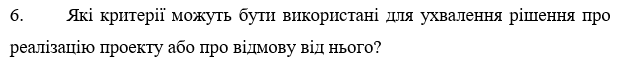 6. Які критерії можуть бути використані для ухвалення рішення про
реалізацію проекту або про відмову від нього?